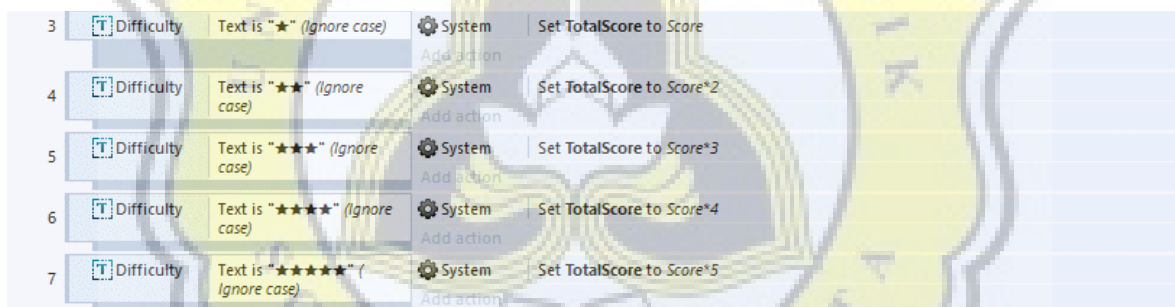 3 Difficulty Text is "★" (Ignore case) System Set TotalScore to Score
Add action
4 Difficulty Text is "★★" (Ignore case) System Set TotalScore to Score*2
Add action
5 Difficulty Text is "★★★" (Ignore case) System Set TotalScore to Score*3
Add action
6 Difficulty Text is "★★★★" (Ignore case) System Set TotalScore to Score*4
Add action
7 Difficulty Text is "★★★★★" ( Ignore case) System Set TotalScore to Score*5
Add action